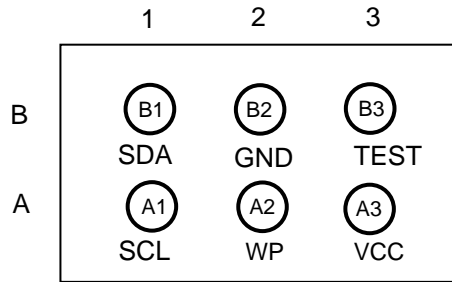 1 2 3
B B1 B2 B3
SDA GND TEST
A A1 A2 A3
SCL WP VCC